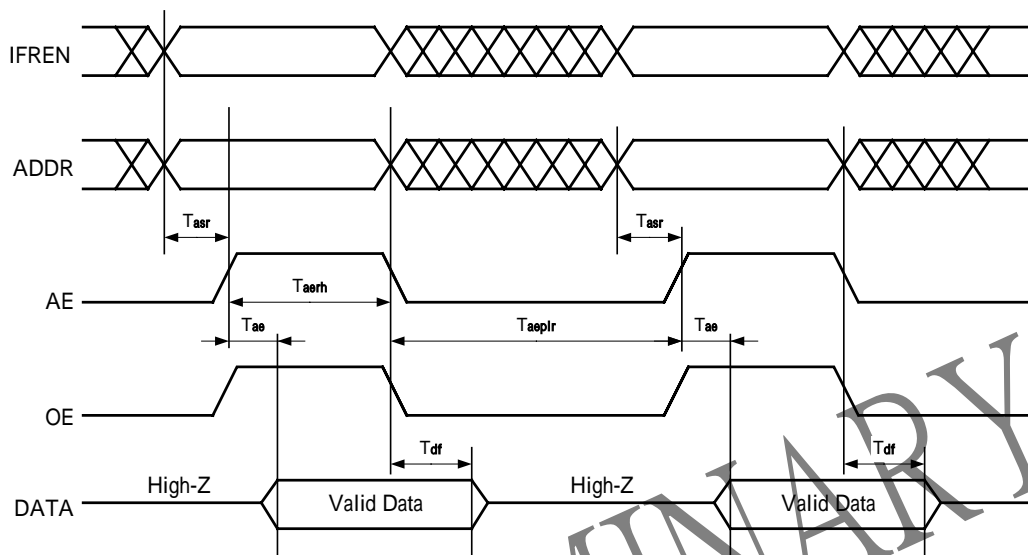 IFREN
ADDR
Tasr Tasr
AE
Taerh
Tae Taeplr Tae
OE
Tdf Tdf
High-Z High-Z
DATA Valid Data Valid Data
MINARY